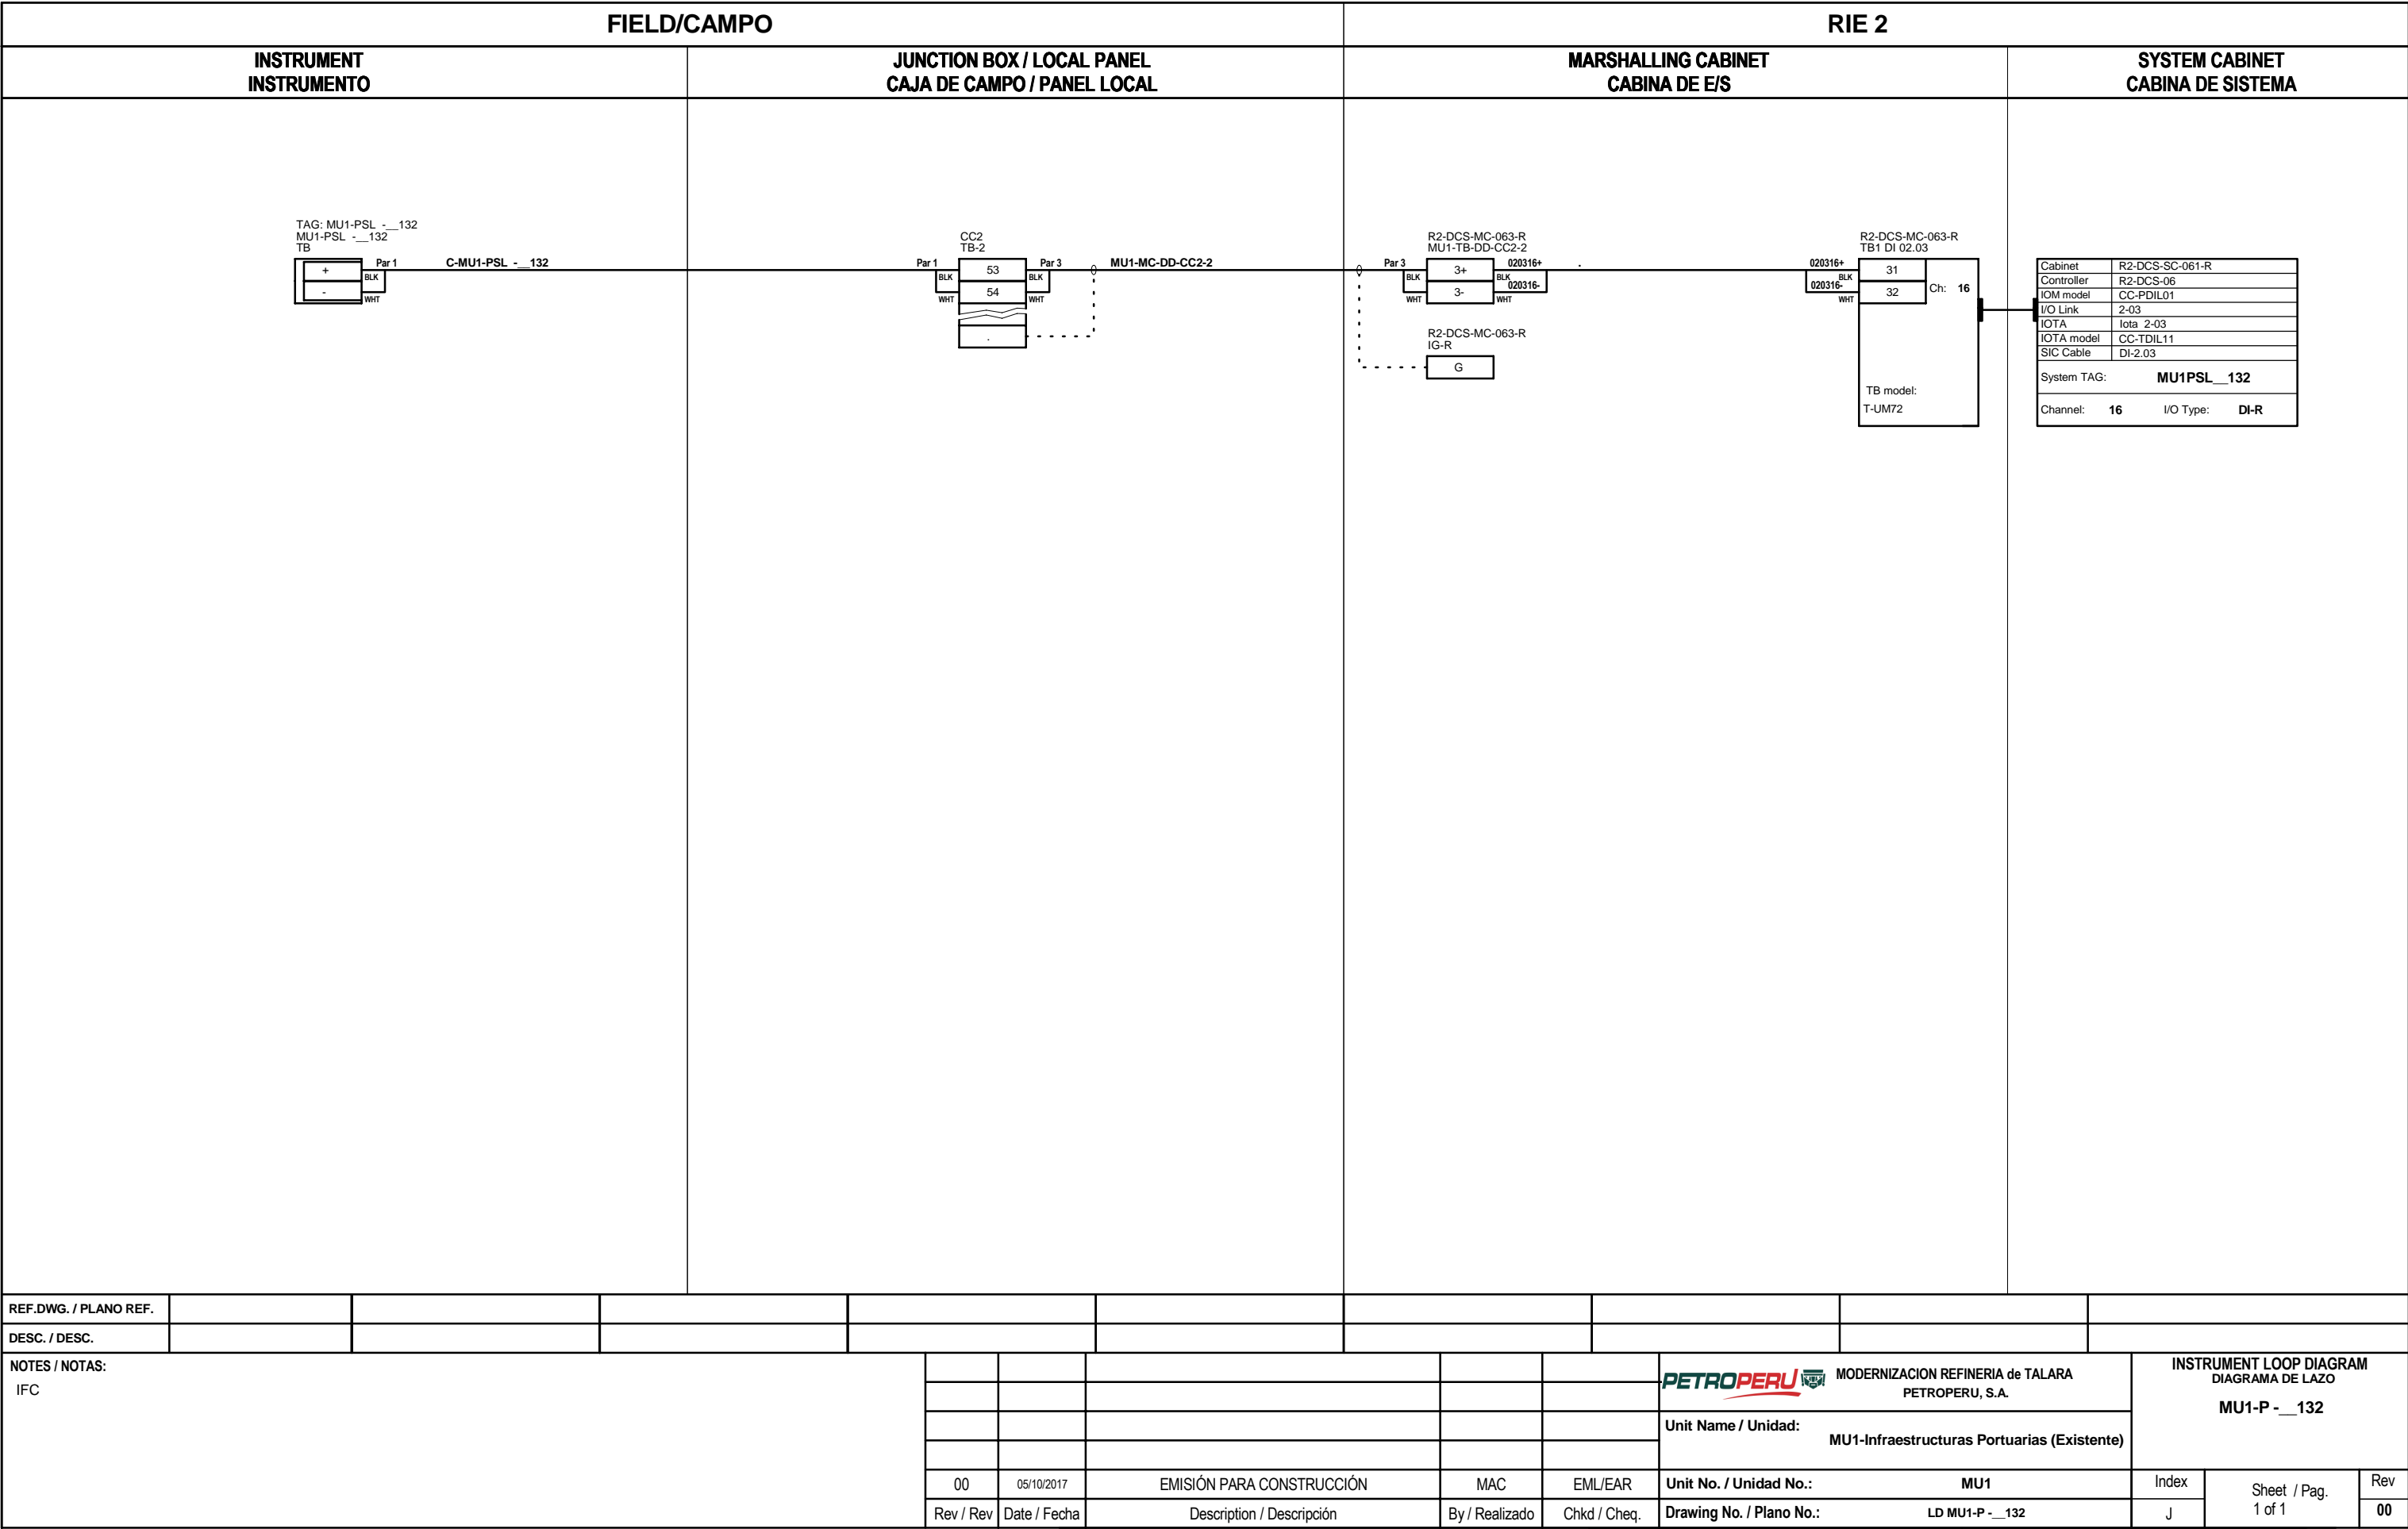 FIELD/CAMPO
RIE 2
INSTRUMENT
INSTRUMENTO
JUNCTION BOX / LOCAL PANEL
CAJA DE CAMPO / PANEL LOCAL
MARSHALLING CABINET
CABINA DE E/S
SYSTEM CABINET
CABINA DE SISTEMA
TAG: MU1-PSL -__132
MU1-PSL -__132
TB
+
-
Par 1
BLK
WHT
C-MU1-PSL -__132
CC2
TB-2
Par 1
BLK
WHT
53
54
.
Par 3
BLK
WHT
MU1-MC-DD-CC2-2
R2-DCS-MC-063-R
MU1-TB-DD-CC2-2
Par 3
BLK
WHT
3+
3-
020316+
BLK
020316-
WHT
.
R2-DCS-MC-063-R
IG-R
G
R2-DCS-MC-063-R
TB1 DI 02.03
020316+
BLK
020316-
WHT
31
32
Ch: 16
TB model:
T-UM72
Cabinet R2-DCS-SC-061-R
Controller R2-DCS-06
IOM model CC-PDIL01
I/O Link 2-03
IOTA Iota 2-03
IOTA model CC-TDIL11
SIC Cable DI-2.03
System TAG: MU1PSL__132
Channel: 16 I/O Type: DI-R
REF.DWG. / PLANO REF.
DESC. / DESC.
NOTES / NOTAS:
IFC
00 05/10/2017 EMISIÓN PARA CONSTRUCCIÓN MAC EML/EAR
Rev / Rev Date / Fecha Description / Descripción By / Realizado Chkd / Cheq.
PETROPERU
MODERNIZACION REFINERIA de TALARA
PETROPERU, S.A.
Unit Name / Unidad:
MU1-Infraestructuras Portuarias (Existente)
Unit No. / Unidad No.: MU1
Drawing No. / Plano No.: LD MU1-P -__132
INSTRUMENT LOOP DIAGRAM
DIAGRAMA DE LAZO
MU1-P -__132
Index
J
Sheet / Pag.
1 of 1
Rev
00